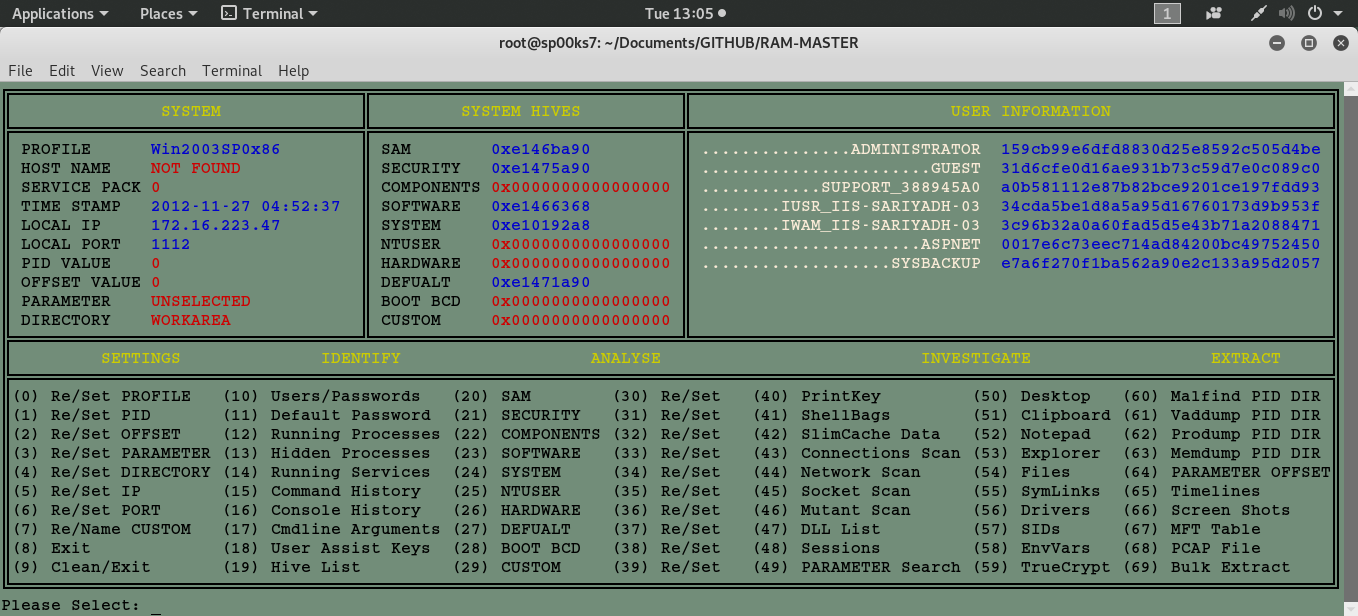 Applications Places Terminal Tue 13:05 1
root@sp00ks7: ~/Documents/GITHUB/RAM-MASTER
File Edit View Search Terminal Help
SYSTEM SYSTEM HIVES USER INFORMATION
PROFILE Win2003SP0x86 SAM 0xe146ba90 ...............ADMINISTRATOR 159cb99e6dfd8830d25e8592c505d4be
HOST NAME NOT FOUND SECURITY 0xe1475a90 .......................GUEST 31d6cfe0d16ae931b73c59d7e0c089c0
SERVICE PACK 0 COMPONENTS 0x0000000000000000 ............SUPPORT_388945A0 a0b581112e87b82bce9201ce197fdd93
TIME STAMP 2012-11-27 04:52:37 SOFTWARE 0xe1466368 ........IUSR_IIS-SARIYADH-03 34cda5be1d8a5a95d16760173d9b953f
LOCAL IP 172.16.223.47 SYSTEM 0xe10192a8 ........IWAM_IIS-SARIYADH-03 3c96b32a0a60fad5d5e43b71a2088471
LOCAL PORT 1112 NTUSER 0x0000000000000000 ......................ASPNET 0017e6c73eec714ad84200bc49752450
PID VALUE 0 HARDWARE 0x0000000000000000 ...................SYSBACKUP e7a6f270f1ba562a90e2c133a95d2057
OFFSET VALUE 0 DEFUALT 0xe1471a90
PARAMETER UNSELECTED BOOT BCD 0x0000000000000000
DIRECTORY WORKAREA CUSTOM 0x0000000000000000
SETTINGS IDENTIFY ANALYSE INVESTIGATE EXTRACT
(0) Re/Set PROFILE (10) Users/Passwords (20) SAM (30) Re/Set (40) PrintKey (50) Desktop (60) Malfind PID DIR
(1) Re/Set PID (11) Default Password (21) SECURITY (31) Re/Set (41) ShellBags (51) Clipboard (61) Vaddump PID DIR
(2) Re/Set OFFSET (12) Running Processes (22) COMPONENTS (32) Re/Set (42) SlimCache Data (52) Notepad (62) Prodump PID DIR
(3) Re/Set PARAMETER (13) Hidden Processes (23) SOFTWARE (33) Re/Set (43) Connections Scan (53) Explorer (63) Memdump PID DIR
(4) Re/Set DIRECTORY (14) Running Services (24) SYSTEM (34) Re/Set (44) Network Scan (54) Files (64) PARAMETER OFFSET
(5) Re/Set IP (15) Command History (25) NTUSER (35) Re/Set (45) Socket Scan (55) SymLinks (65) Timelines
(6) Re/Set PORT (16) Console History (26) HARDWARE (36) Re/Set (46) Mutant Scan (56) Drivers (66) Screen Shots
(7) Re/Name CUSTOM (17) Cmdline Arguments (27) DEFUALT (37) Re/Set (47) DLL List (57) SIDs (67) MFT Table
(8) Exit (18) User Assist Keys (28) BOOT BCD (38) Re/Set (48) Sessions (58) EnvVars (68) PCAP File
(9) Clean/Exit (19) Hive List (29) CUSTOM (39) Re/Set (49) PARAMETER Search (59) TrueCrypt (69) Bulk Extract
Please Select: _